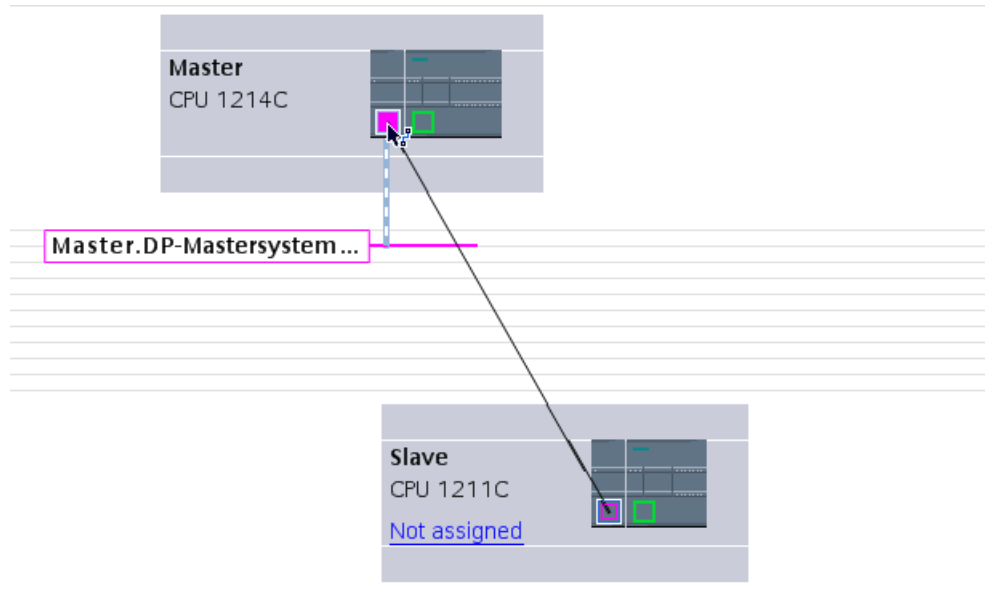 Master
CPU 1214C
Master.DP-Mastersystem ...
Slave
CPU 1211C
Not assigned